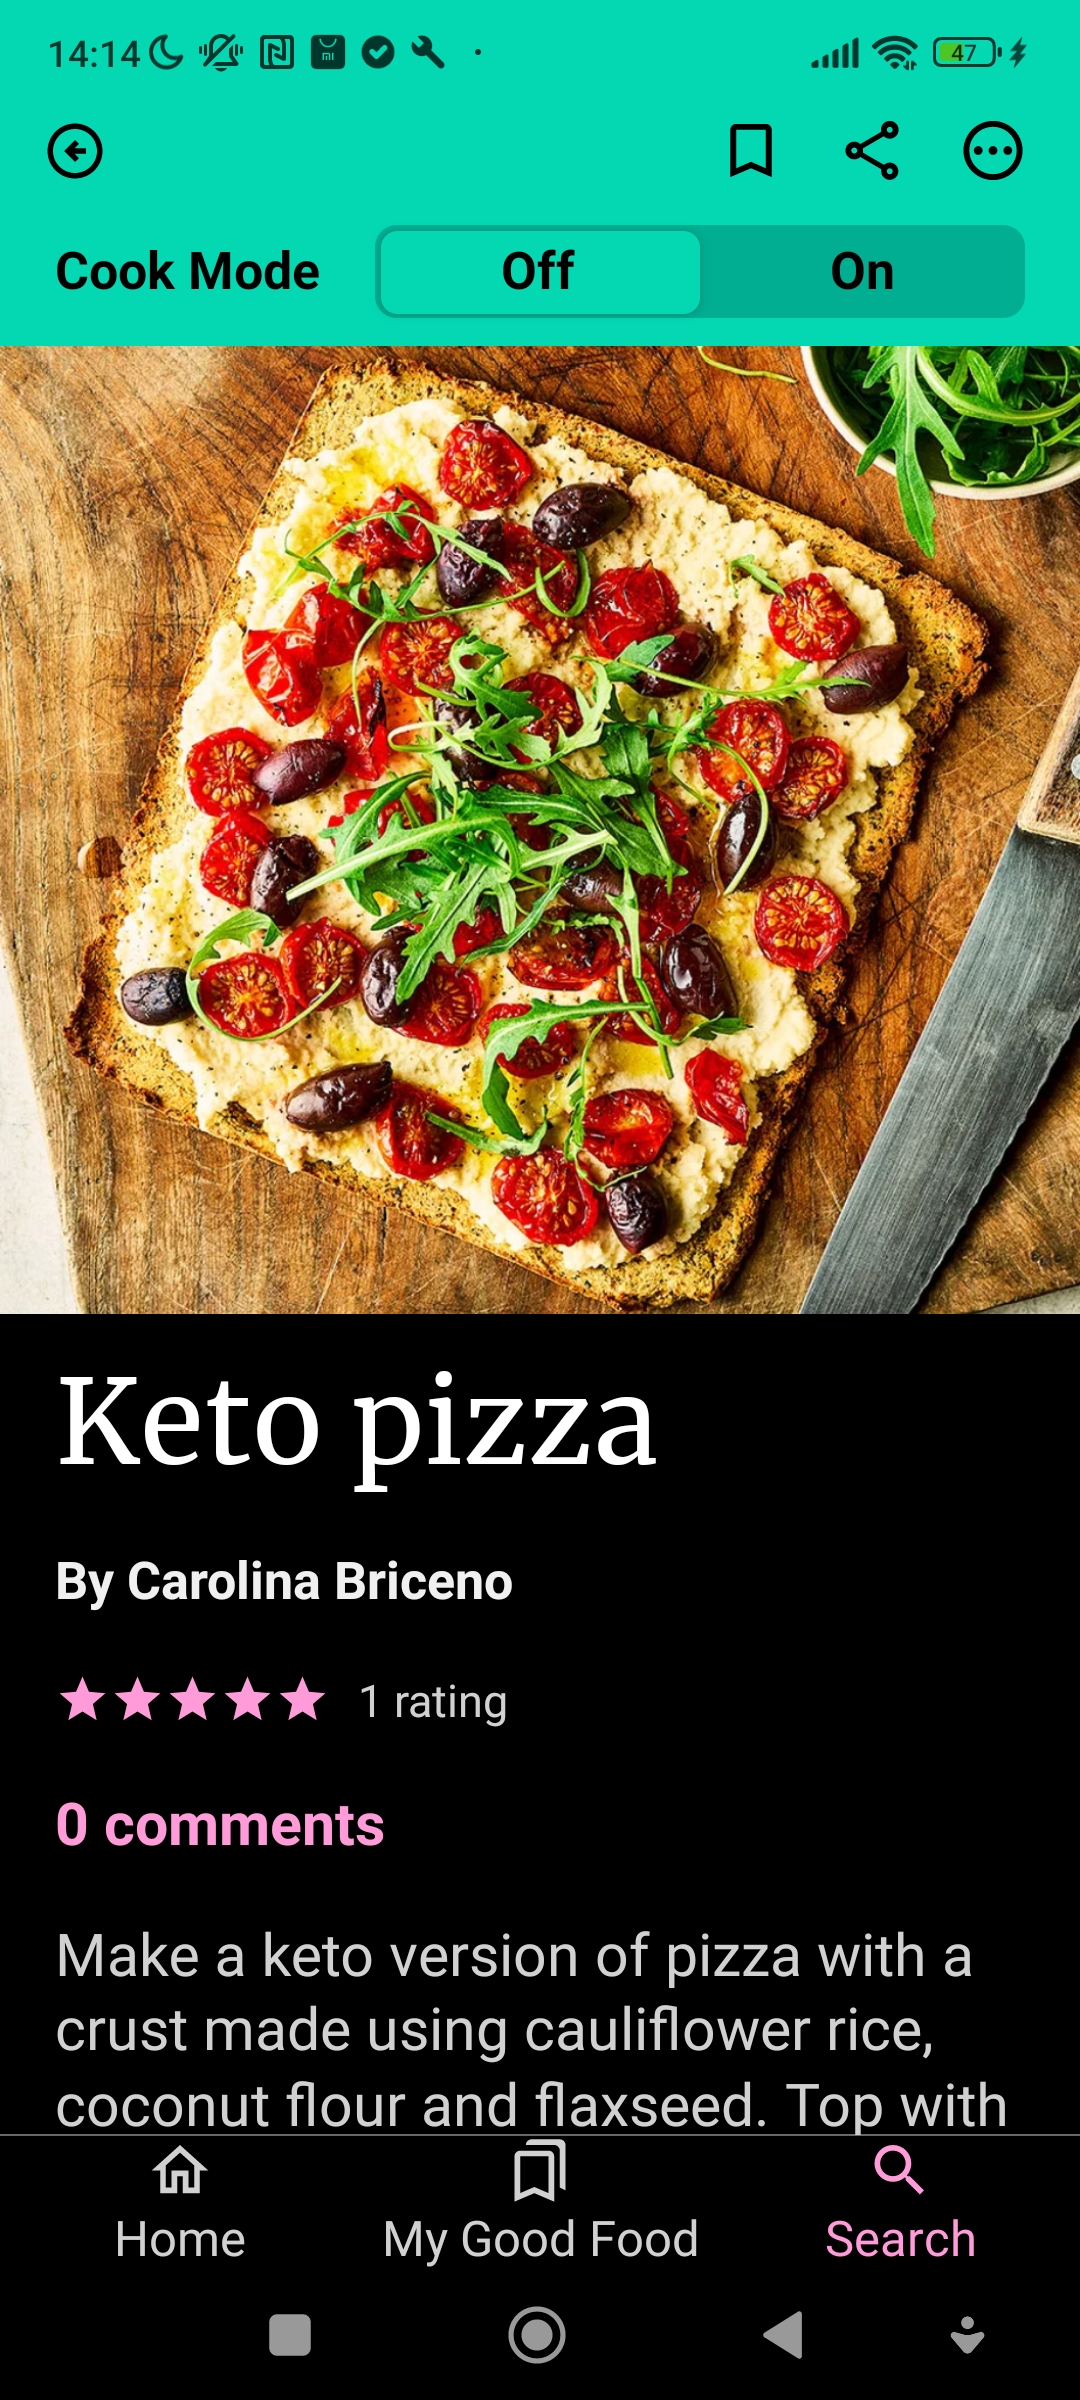 14:14
47
Cook Mode
Off
On
Keto pizza
By Carolina Briceno
1 rating
0 comments
Make a keto version of pizza with a
crust made using cauliflower rice,
coconut flour and flaxseed. Top with
Home
My Good Food
Search